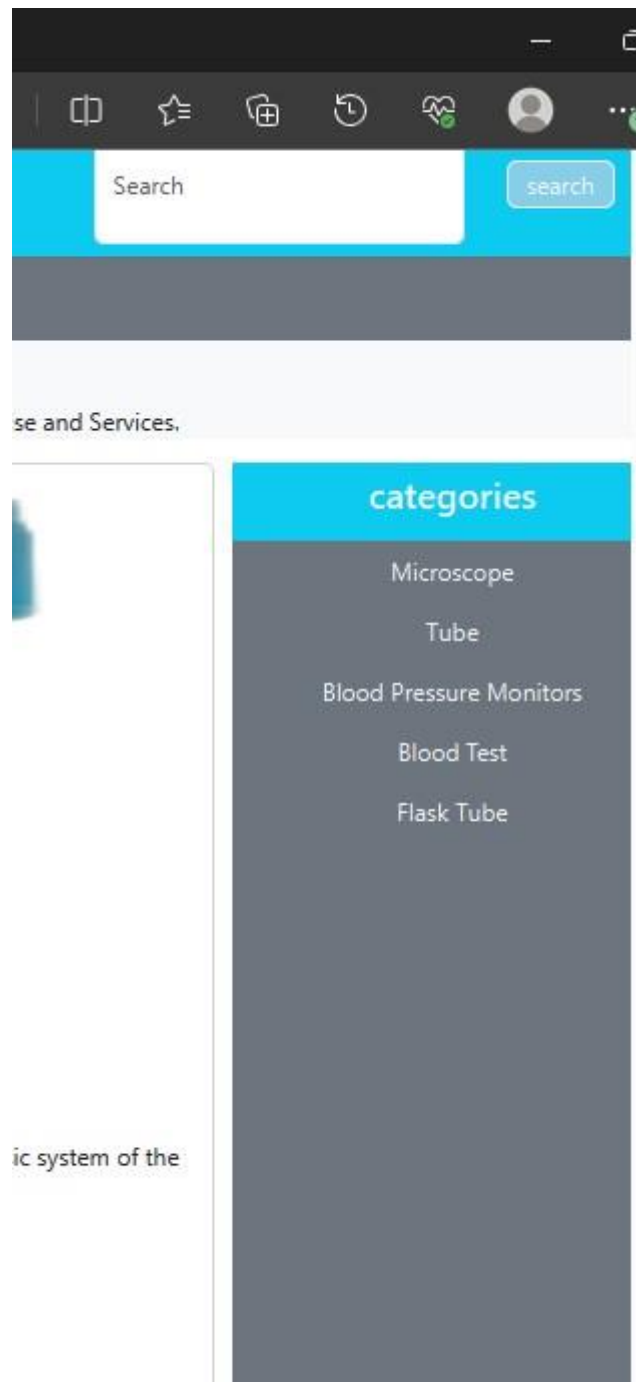 Search
search
se and Services.
categories
Microscope
Tube
Blood Pressure Monitors
Blood Test
Flask Tube
ic system of the